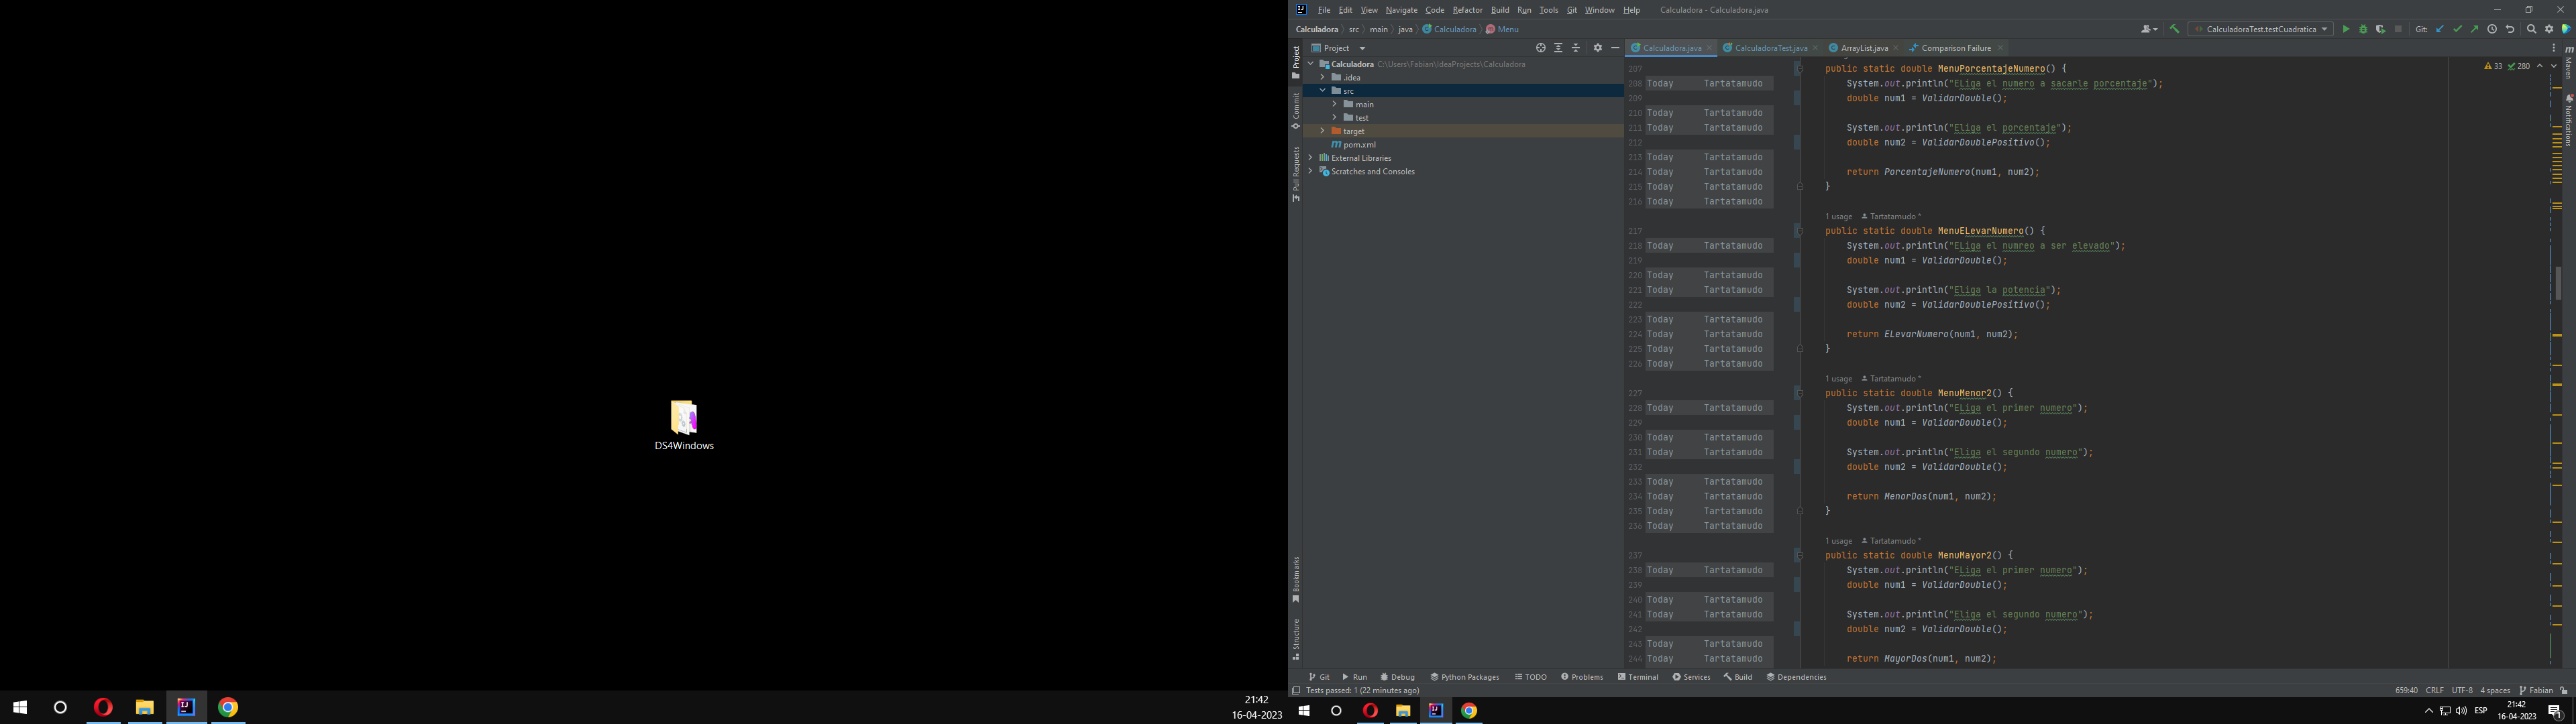 DS4Windows
21:42
16-04-2023
File Edit View Navigate Code Refactor Build Run Tools Git Window Help Calculadora - Calculadora.java
Calculadora src main java Calculadora Menu
CalculadoraTest.testCuadratica Git:
Project
Calculadora C:\Users\Fabian\IdeaProjects\Calculadora
.idea
src
main
test
target
pom.xml
External Libraries
Scratches and Consoles
Project
Commit
Pull Requests
Bookmarks
Structure
Calculadora.java CalculadoraTest.java ArrayList.java Comparison Failure
33 280
Maven
Notifications
207 public static double MenuPorcentajeNumero() {
208 Today Tartatamudo System.out.println("ELiga el numero a sacarle porcentaje");
209 double num1 = ValidarDouble();
210 Today Tartatamudo
211 Today Tartatamudo System.out.println("Eliga el porcentaje");
212 double num2 = ValidarDoublePositivo();
213 Today Tartatamudo
214 Today Tartatamudo return PorcentajeNumero(num1, num2);
215 Today Tartatamudo }
216 Today Tartatamudo
1 usage Tartatamudo *
217 public static double MenuELevarNumero() {
218 Today Tartatamudo System.out.println("ELiga el numreo a ser elevado");
219 double num1 = ValidarDouble();
220 Today Tartatamudo
221 Today Tartatamudo System.out.println("Eliga la potencia");
222 double num2 = ValidarDoublePositivo();
223 Today Tartatamudo
224 Today Tartatamudo return ELevarNumero(num1, num2);
225 Today Tartatamudo }
226 Today Tartatamudo
1 usage Tartatamudo *
227 public static double MenuMenor2() {
228 Today Tartatamudo System.out.println("ELiga el primer numero");
229 double num1 = ValidarDouble();
230 Today Tartatamudo
231 Today Tartatamudo System.out.println("Eliga el segundo numero");
232 double num2 = ValidarDouble();
233 Today Tartatamudo
234 Today Tartatamudo return MenorDos(num1, num2);
235 Today Tartatamudo }
236 Today Tartatamudo
1 usage Tartatamudo *
237 public static double MenuMayor2() {
238 Today Tartatamudo System.out.println("ELiga el primer numero");
239 double num1 = ValidarDouble();
240 Today Tartatamudo
241 Today Tartatamudo System.out.println("Eliga el segundo numero");
242 double num2 = ValidarDouble();
243 Today Tartatamudo
244 Today Tartatamudo return MayorDos(num1, num2);
Git Run Debug Python Packages TODO Problems Terminal Services Build Dependencies
Tests passed: 1 (22 minutes ago) 659:40 CRLF UTF-8 4 spaces Fabian
ESP
21:42
16-04-2023